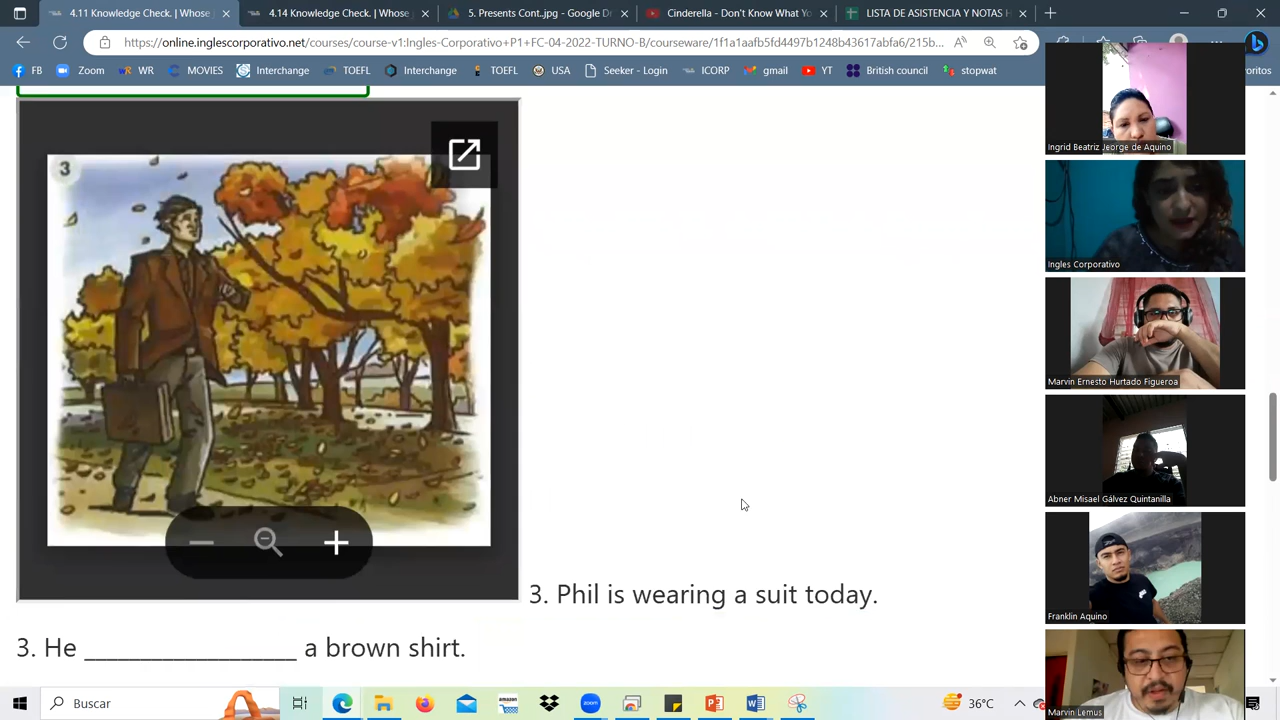 4.11 Knowledge Check: Whose
4.14 Knowledge Check: Whose
5. Presents Cont.jpg - Google Dr
Cinderella - Don't Know What Yo
LISTA DE ASISTENCIA Y NOTAS H
https://online.inglescorporativo.net/courses/course-v1:Ingles-Corporativo+P1+FC-04-2022-TURNO-B/courseware/1f1a1aafb5fd4497b1248b43617abfa6/215b...
FB
Zoom
WR
MOVIES
Interchange
TOEFL
Interchange
TOEFL
USA
Seeker - Login
ICORP
gmail
YT
British council
stopwat
oritos
3
3. Phil is wearing a suit today.
3. He ___________________ a brown shirt.
Ingrid Beatriz Jeorge de Aquino
Ingles Corporativo
Marvin Ernesto Hurtado Figueroa
Abner Misael Gálvez Quintanilla
Franklin Aquino
Marvin Lemus
Buscar
36°C